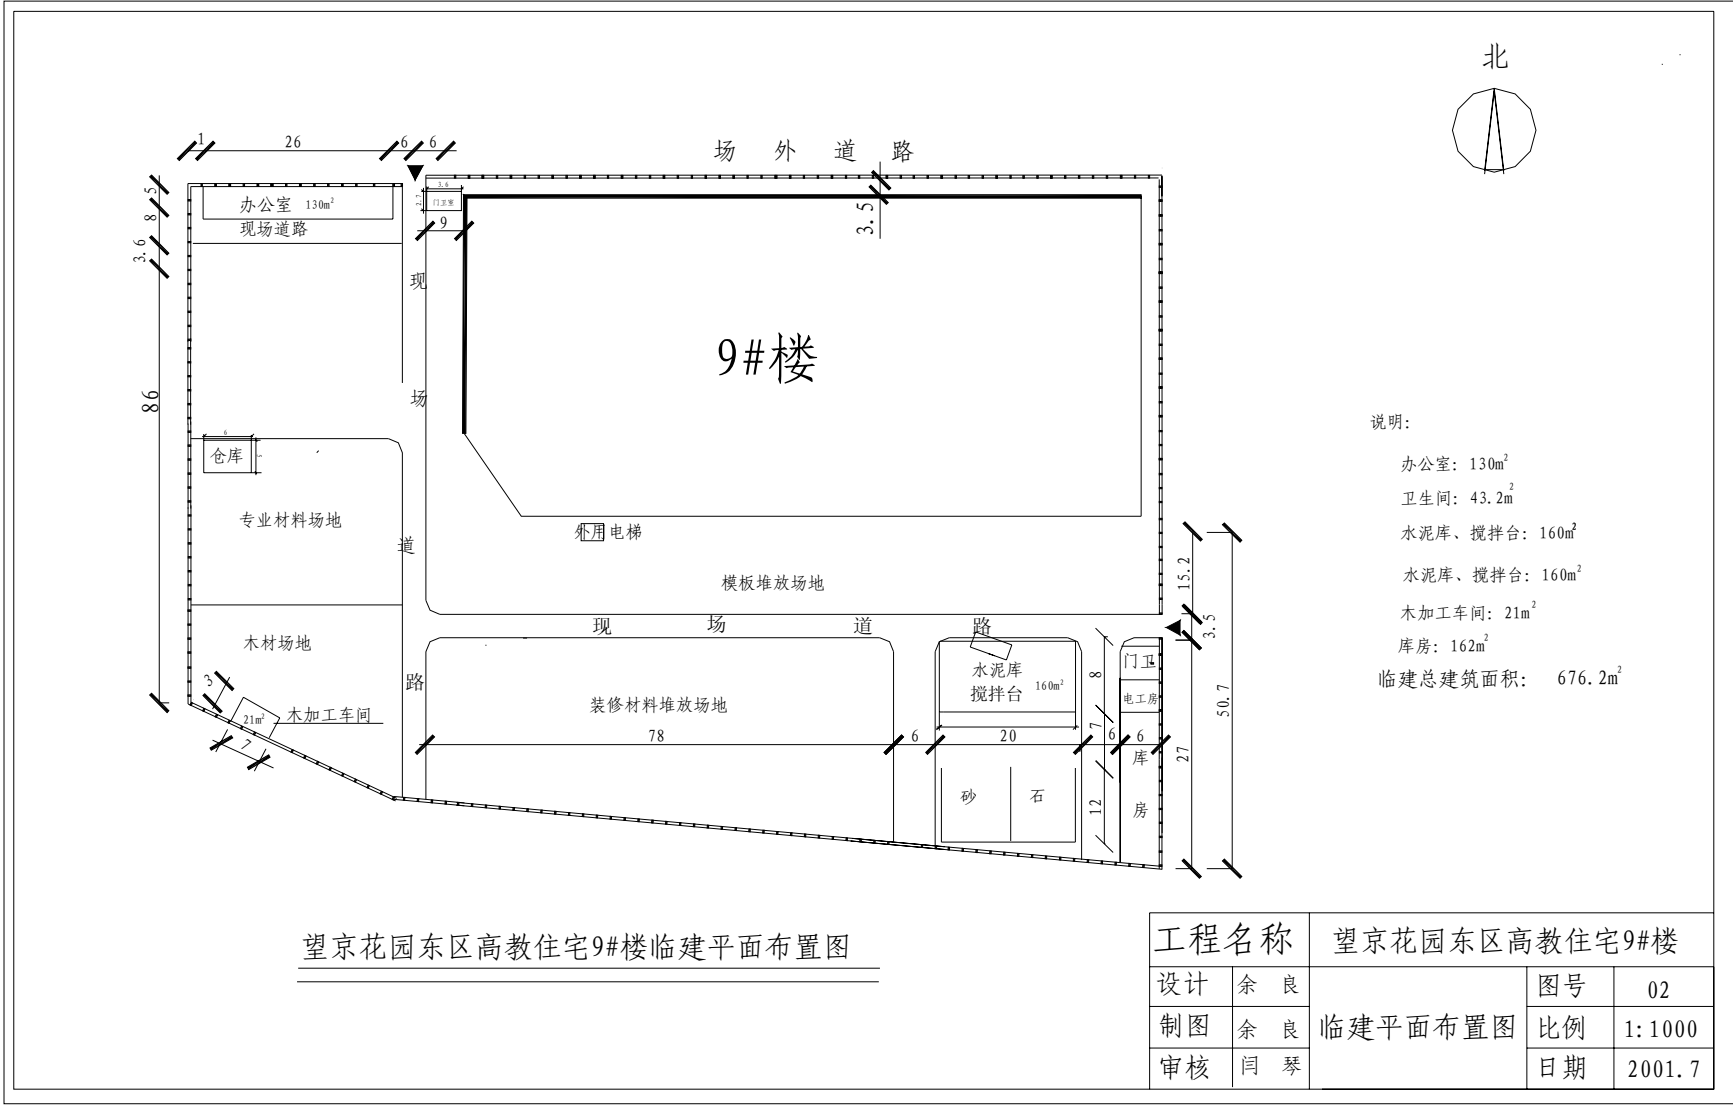 北
场 外 道 路
1 26 6 6
5
8
3.6
86
办公室 130m²
现场道路
3.6
2.7
门卫室
9
3.5
现
场
道
路
9#楼
6
仓库
5
专业材料场地
外用电梯
模板堆放场地
木材场地
现 场 道 路
3
21m²
木加工车间
7
装修材料堆放场地
水泥库
搅拌台 160m²
门卫
电工房
库
房
78 6 20 6 6
砂 石
8
7
12
15.2
3.5
27
50.7
说明:
办公室: 130m²
卫生间: 43.2m²
水泥库、搅拌台: 160m²
水泥库、搅拌台: 160m²
木加工车间: 21m²
库房: 162m²
临建总建筑面积: 676.2m²
望京花园东区高教住宅9#楼临建平面布置图
工程名称 望京花园东区高教住宅9#楼
设计 余 良 临建平面布置图 图号 02
制图 余 良 比例 1:1000
审核 闫 琴 日期 2001.7